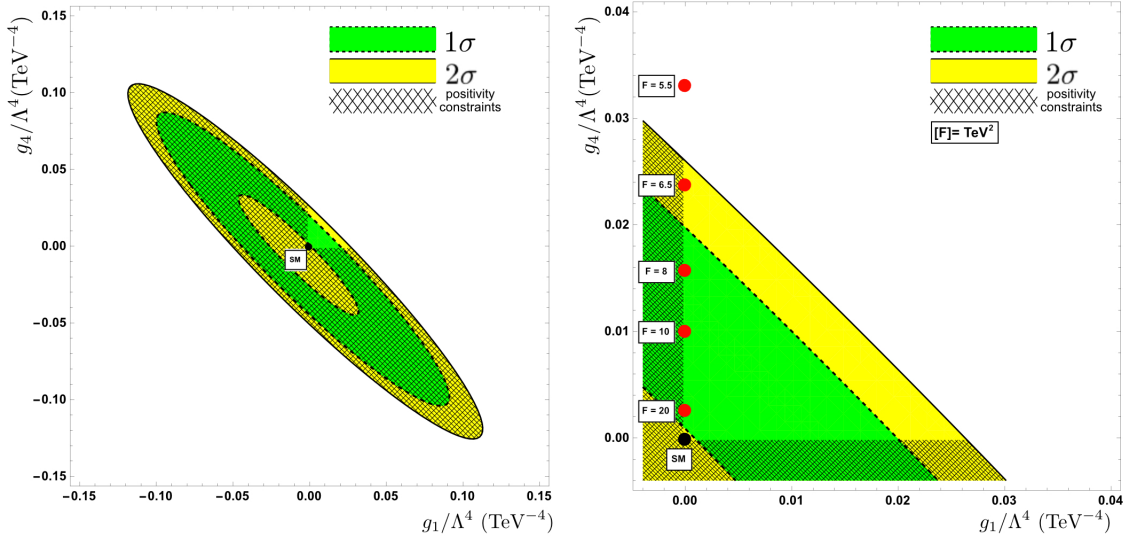 1σ
2σ
positivity
constraints
0.15
0.10
0.05
0.00
−0.05
−0.10
−0.15
g₄/Λ⁴ (TeV⁻⁴)
SM
−0.15
−0.10
−0.05
0.00
0.05
0.10
0.15
g₁/Λ⁴ (TeV⁻⁴)
1σ
2σ
positivity
constraints
[F]= TeV²
0.04
0.03
0.02
0.01
0.00
g₄/Λ⁴(TeV⁻⁴)
F = 5.5
F = 6.5
F = 8
F = 10
F = 20
SM
0.00
0.01
0.02
0.03
0.04
g₁/Λ⁴ (TeV⁻⁴)